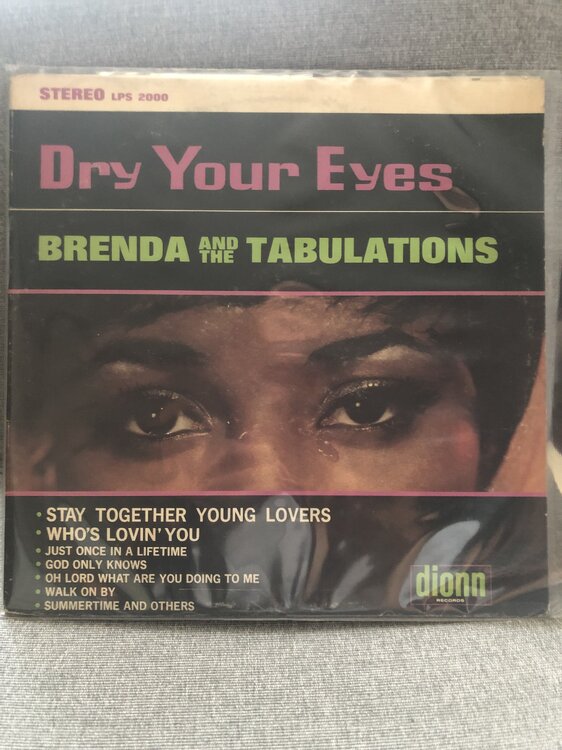 STEREO LPS 2000
Dry Your Eyes
BRENDA AND THE TABULATIONS
• STAY TOGETHER YOUNG LOVERS
• WHO'S LOVIN' YOU
• JUST ONCE IN A LIFETIME
• GOD ONLY KNOWS
• OH LORD WHAT ARE YOU DOING TO ME
• WALK ON BY
• SUMMERTIME AND OTHERS
dionn
RECORDS